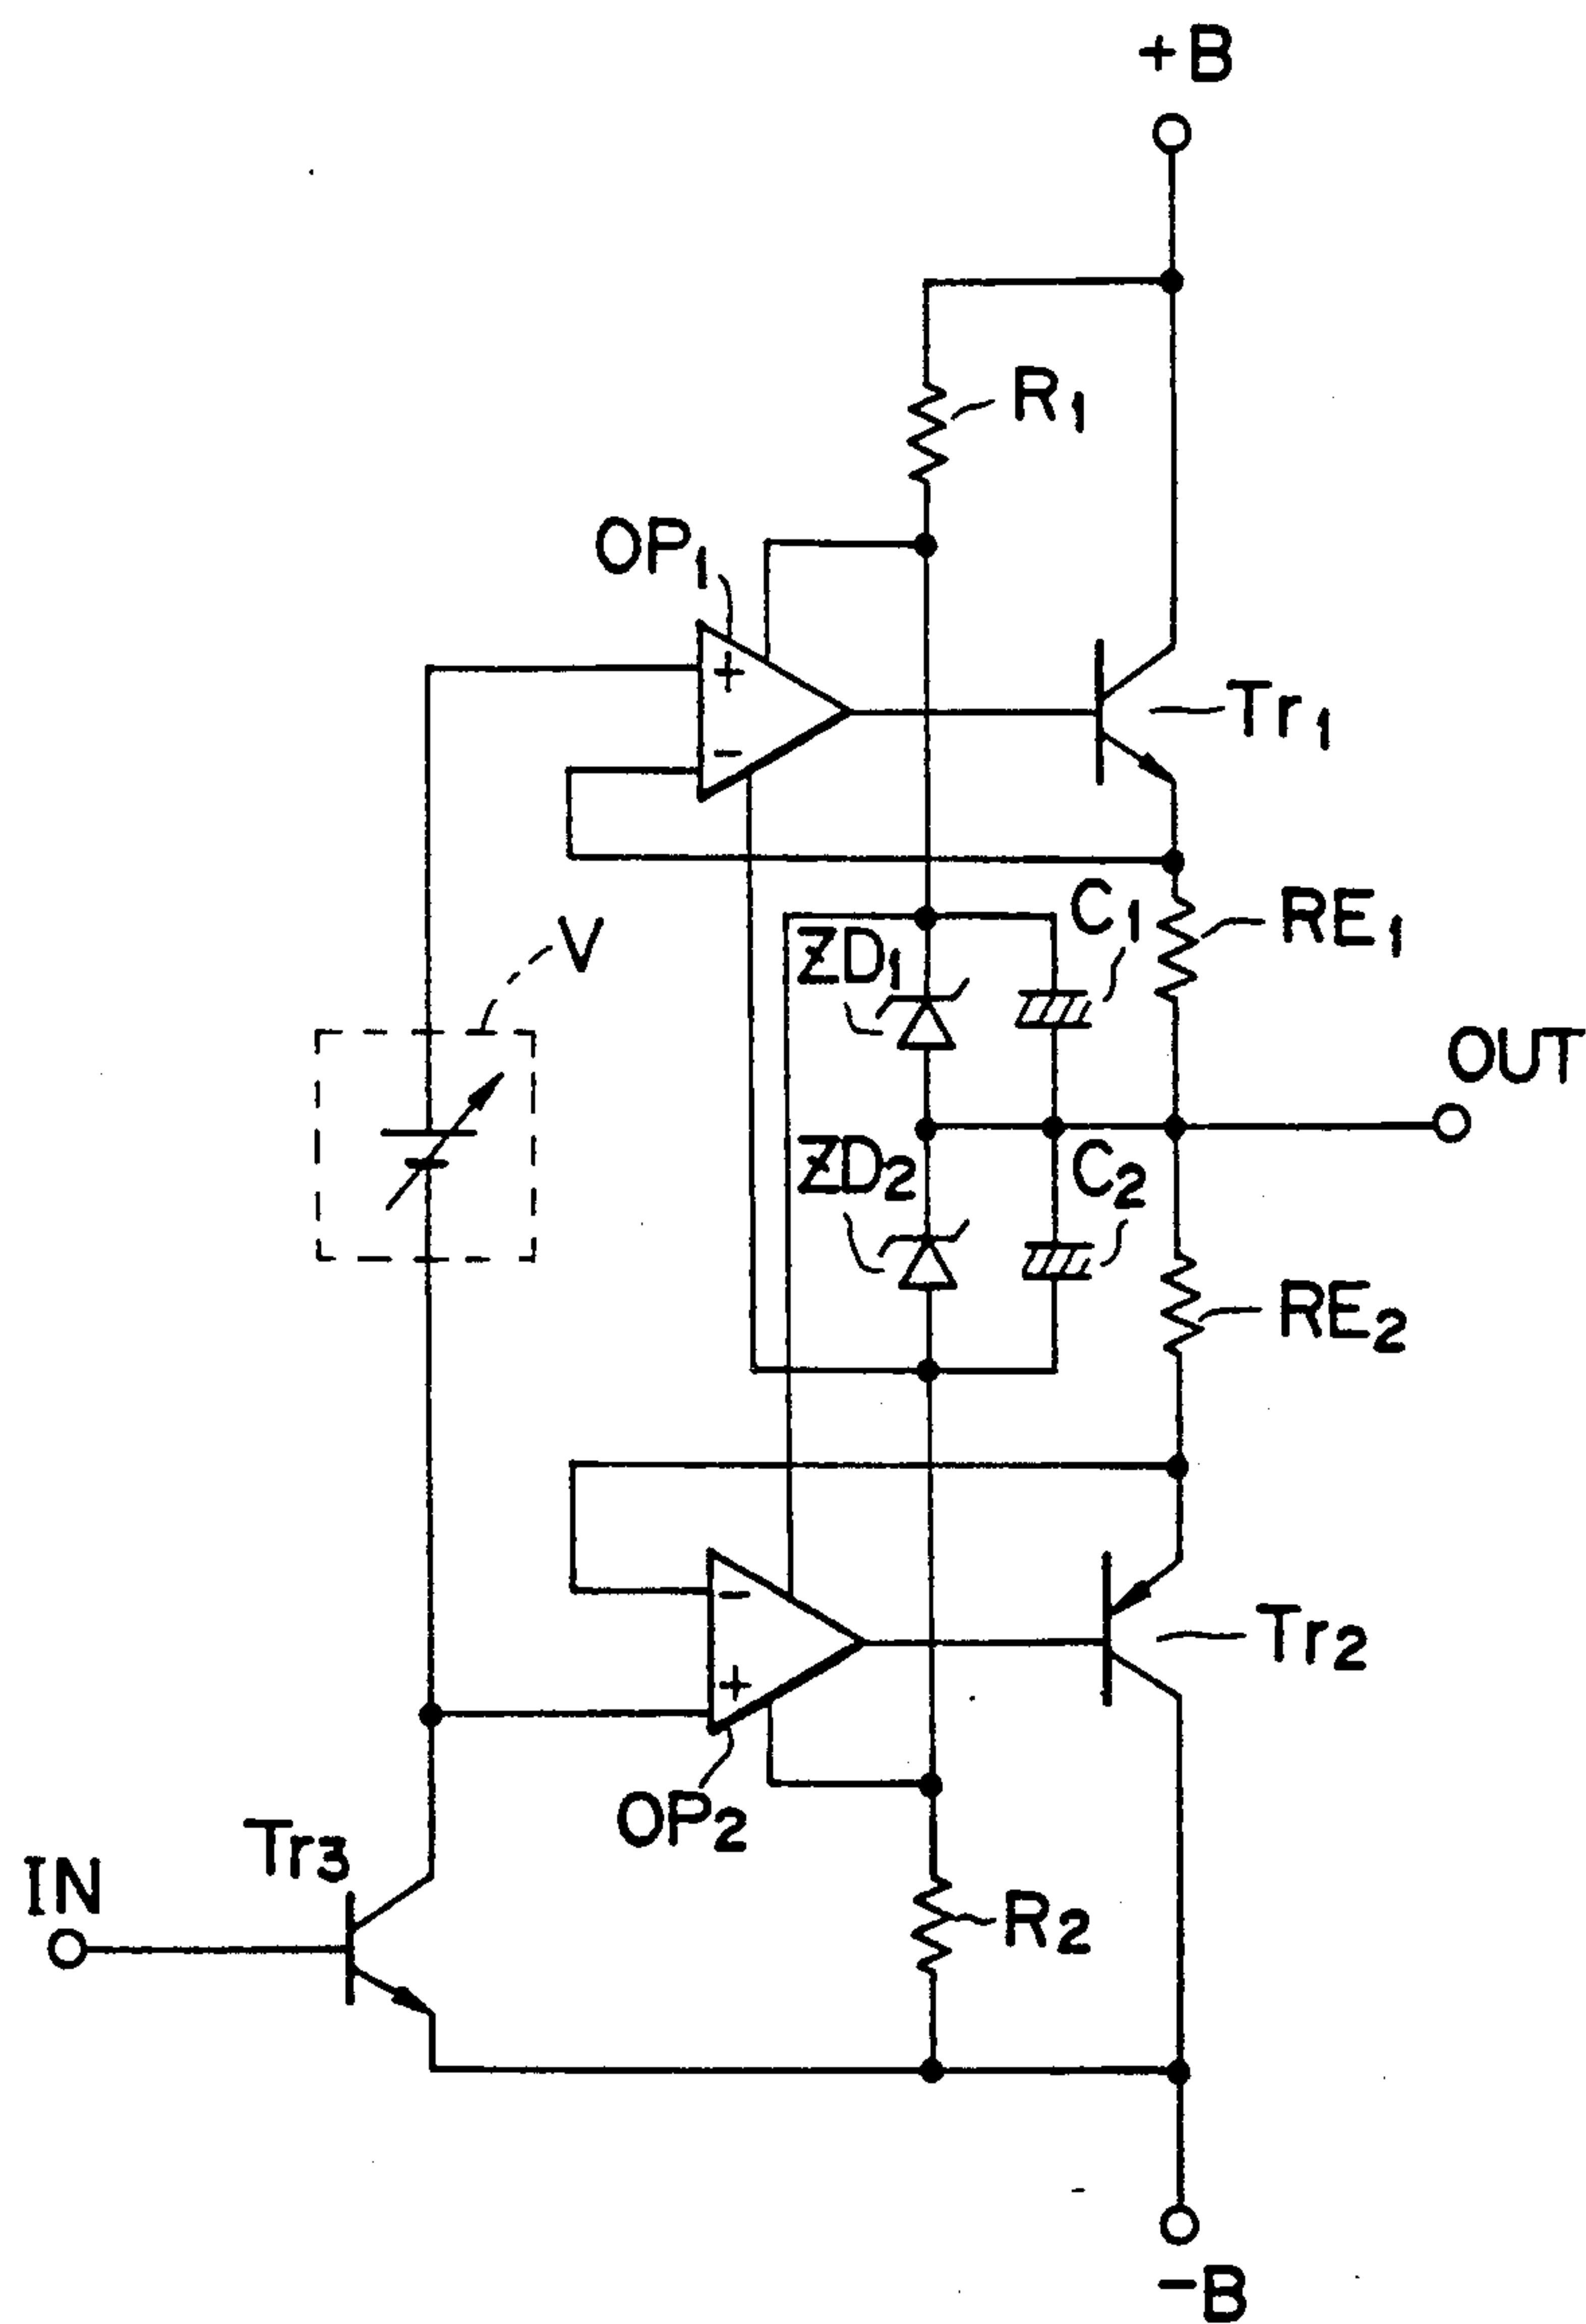 +B
R1
OP1
+
-
Tr1
C1
RE1
ZD1
V
OUT
ZD2
C2
RE2
-
+
Tr2
OP2
Tr3
IN
R2
-B